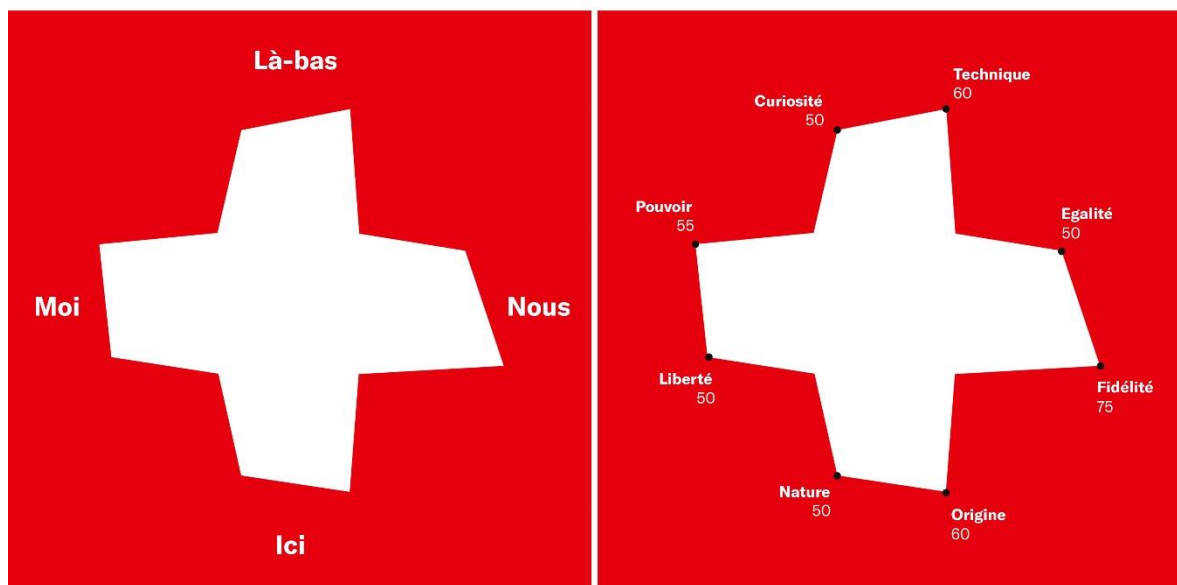 Là-bas
Moi
Nous
Ici
Technique
60
Curiosité
50
Pouvoir
55
Egalité
50
Liberté
50
Fidélité
75
Nature
50
Origine
60